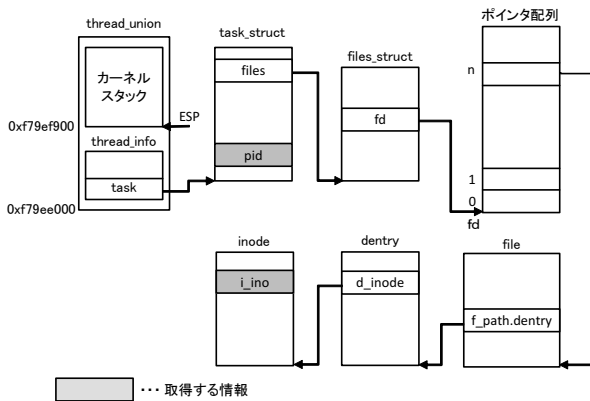 thread_union
カーネル
スタック
0xf79ef900
ESP
thread_info
task
0xf79ee000
task_struct
files
pid
files_struct
fd
ポインタ配列
n
1
0
fd
inode
i_ino
dentry
d_inode
file
f_path.dentry
･･･ 取得する情報